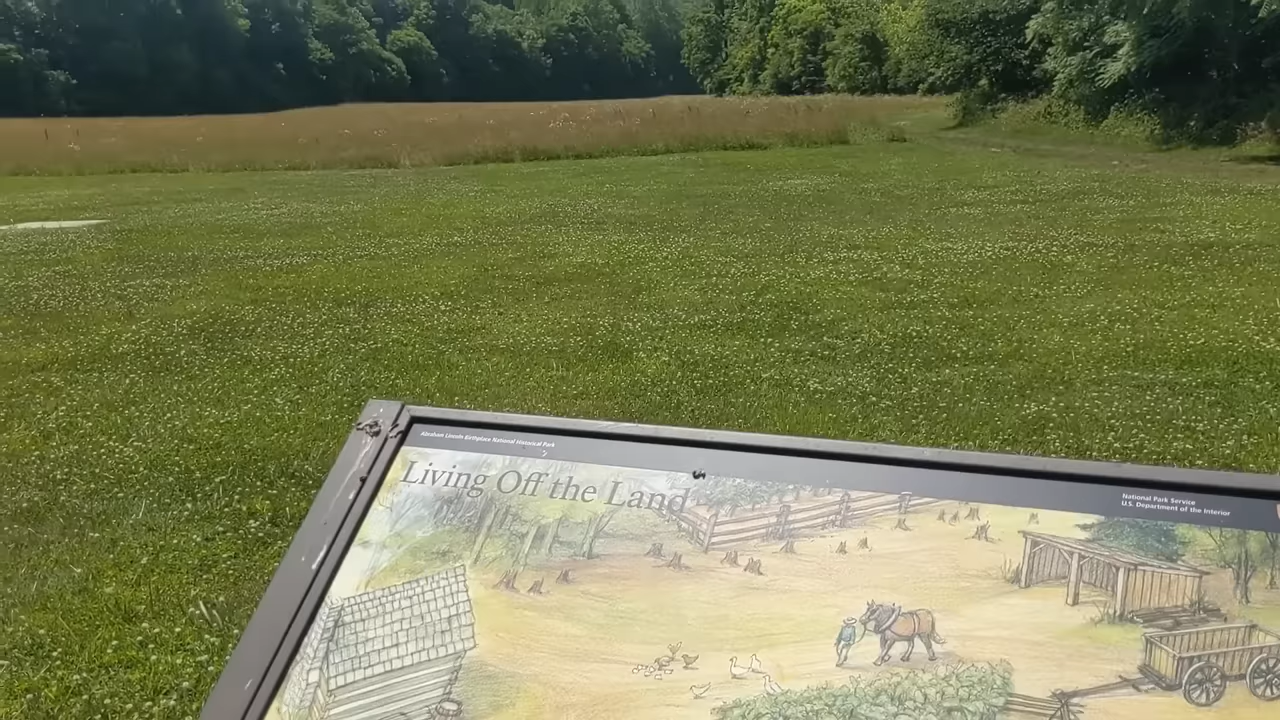 Abraham Lincoln Birthplace National Historical Park
Living Off the Land
National Park Service
U.S. Department of the Interior